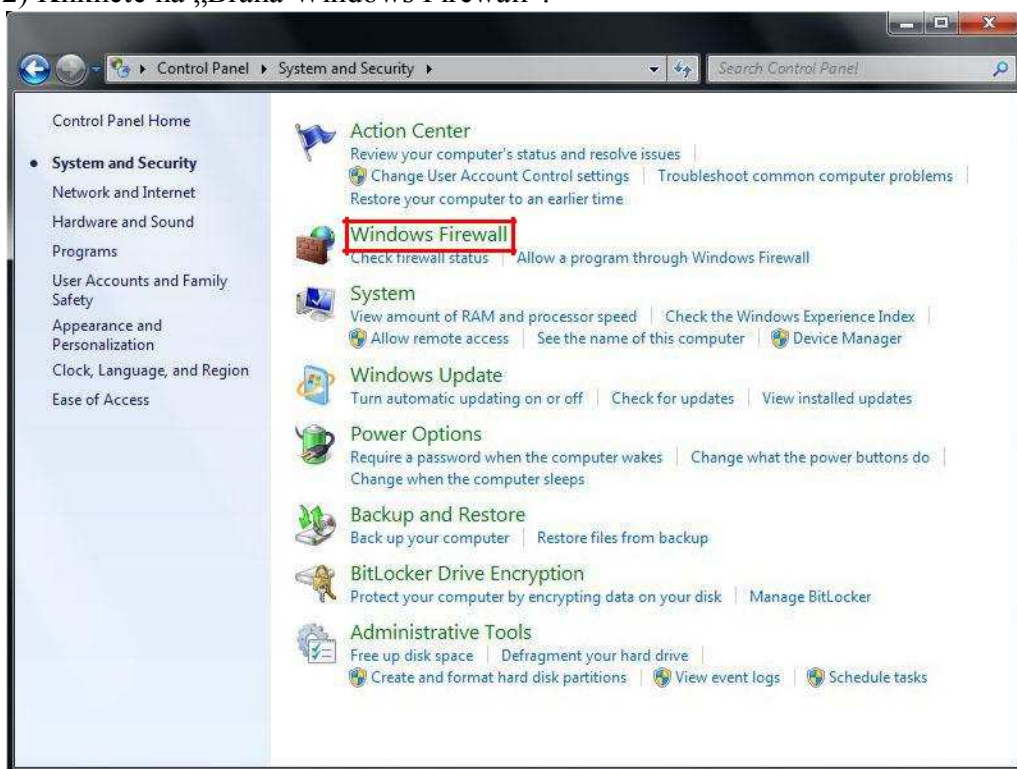 2) Klikněte na „Brána Windows Firewall“.
Control Panel ▸ System and Security ▸
Search Control Panel
Control Panel Home
System and Security
Network and Internet
Hardware and Sound
Programs
User Accounts and Family
Safety
Appearance and
Personalization
Clock, Language, and Region
Ease of Access
Action Center
Review your computer's status and resolve issues
Change User Account Control settings | Troubleshoot common computer problems
Restore your computer to an earlier time
Windows Firewall
Check firewall status | Allow a program through Windows Firewall
System
View amount of RAM and processor speed | Check the Windows Experience Index
Allow remote access | See the name of this computer | Device Manager
Windows Update
Turn automatic updating on or off | Check for updates | View installed updates
Power Options
Require a password when the computer wakes | Change what the power buttons do
Change when the computer sleeps
Backup and Restore
Back up your computer | Restore files from backup
BitLocker Drive Encryption
Protect your computer by encrypting data on your disk | Manage BitLocker
Administrative Tools
Free up disk space | Defragment your hard drive
Create and format hard disk partitions | View event logs | Schedule tasks